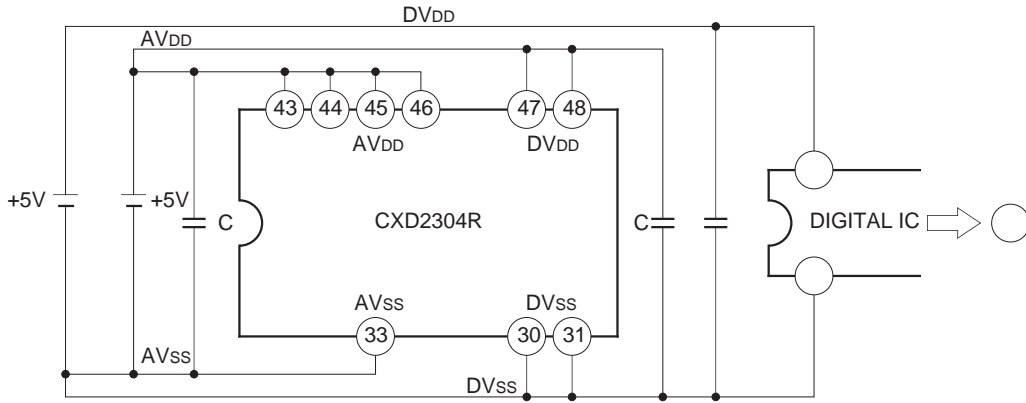 DVDD
AVDD
43 44 45 46 47 48
AVDD DVDD
+5V +5V C CXD2304R C DIGITAL IC
AVSS DVSS
33 30 31
AVSS
DVSS